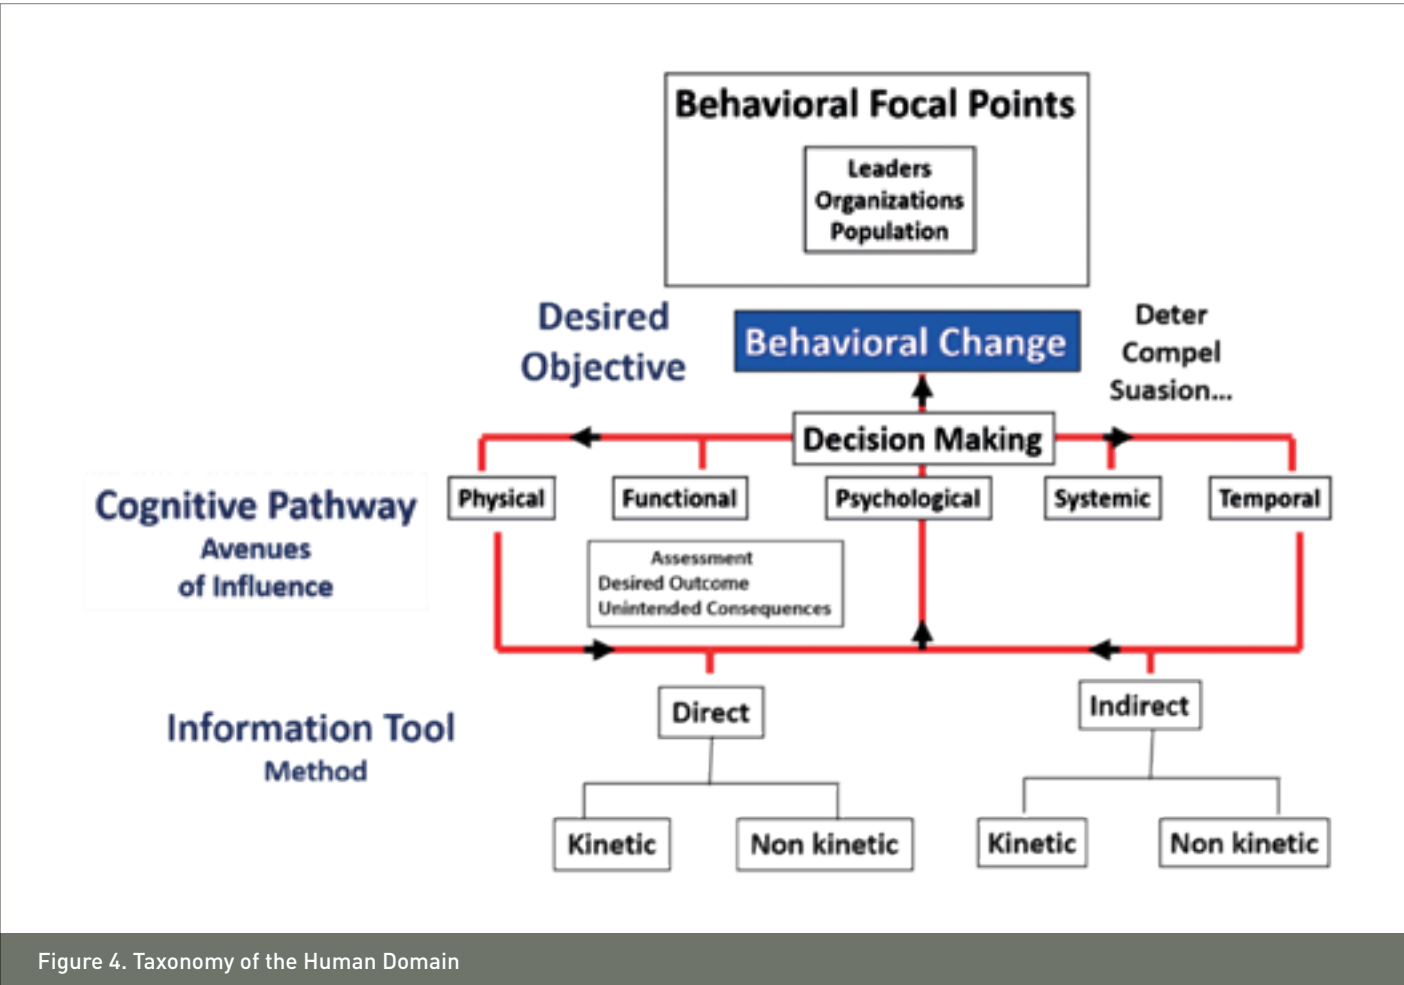 Behavioral Focal Points
Leaders
Organizations
Population
Desired
Objective
Behavioral Change
Deter
Compel
Suasion...
Decision Making
Cognitive Pathway
Avenues
of Influence
Physical
Functional
Psychological
Systemic
Temporal
Assessment
Desired Outcome
Unintended Consequences
Information Tool
Method
Direct
Indirect
Kinetic
Non kinetic
Kinetic
Non kinetic
Figure 4. Taxonomy of the Human Domain